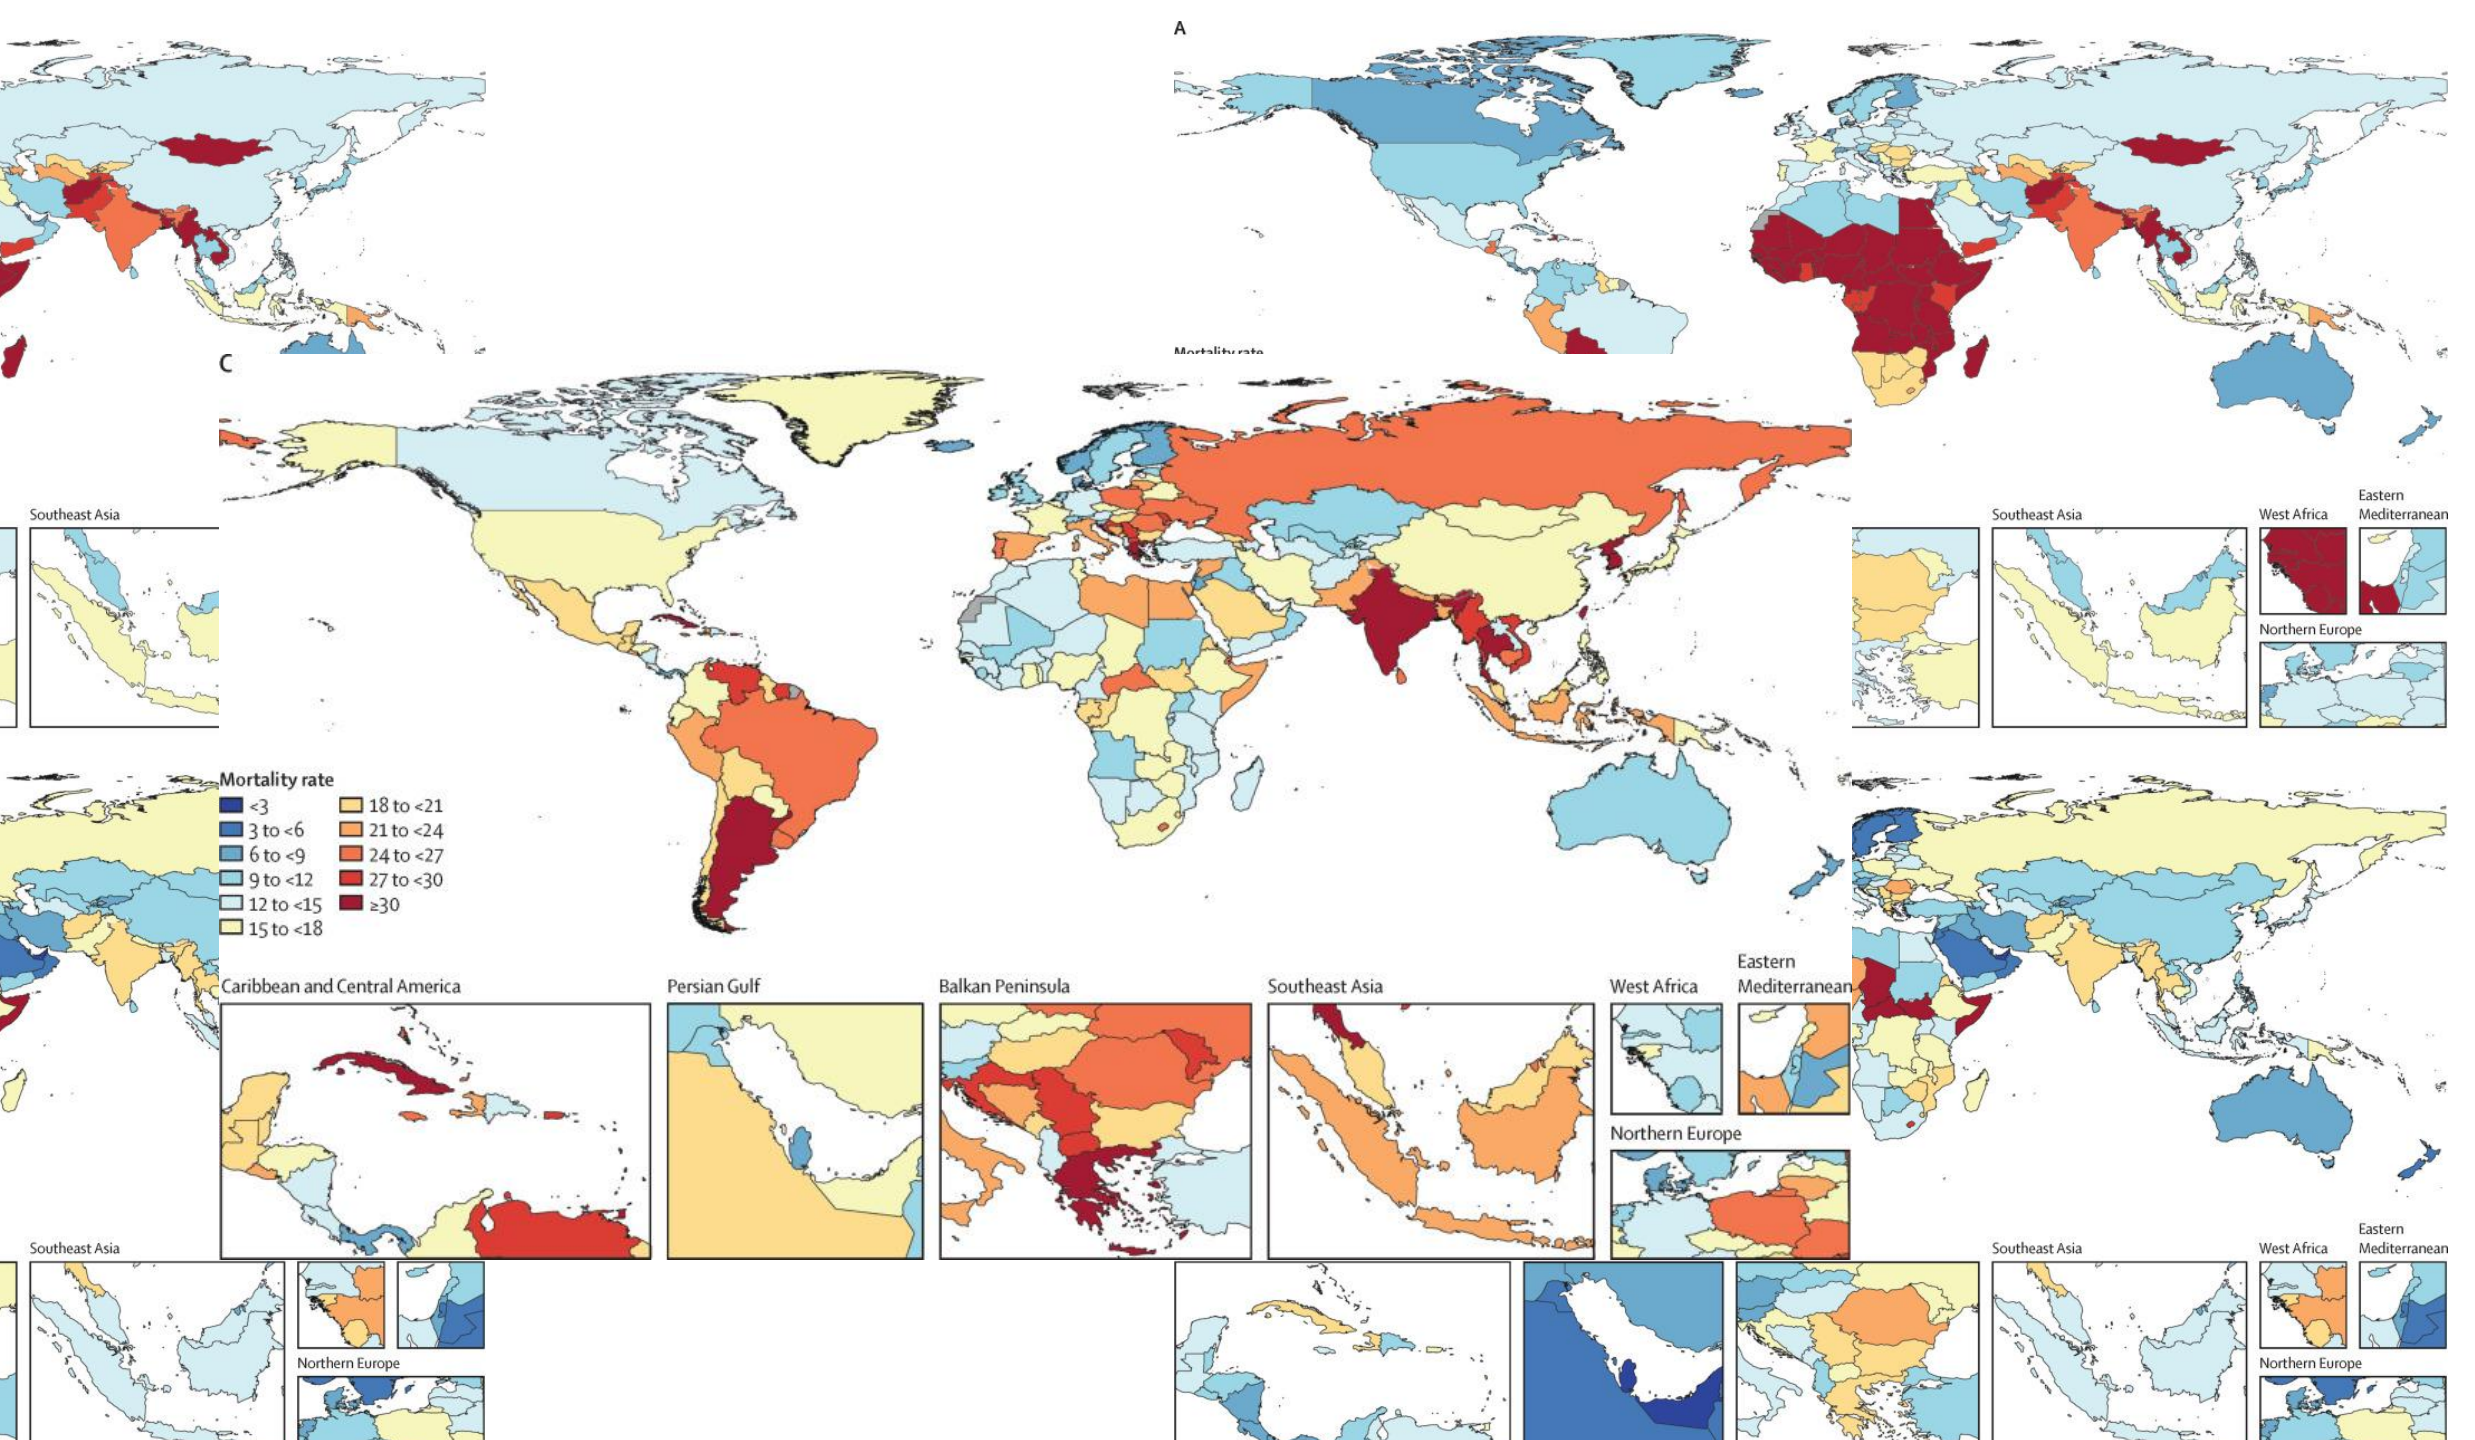 A
Mortality rate
Southeast Asia
C
Southeast Asia
West Africa
Eastern
Mediterranean
Northern Europe
Mortality rate
<3
3 to <6
6 to <9
9 to <12
12 to <15
15 to <18
18 to <21
21 to <24
24 to <27
27 to <30
≥30
Caribbean and Central America
Persian Gulf
Balkan Peninsula
Southeast Asia
West Africa
Eastern
Mediterranean
Northern Europe
Southeast Asia
Northern Europe
Southeast Asia
West Africa
Eastern
Mediterranean
Northern Europe